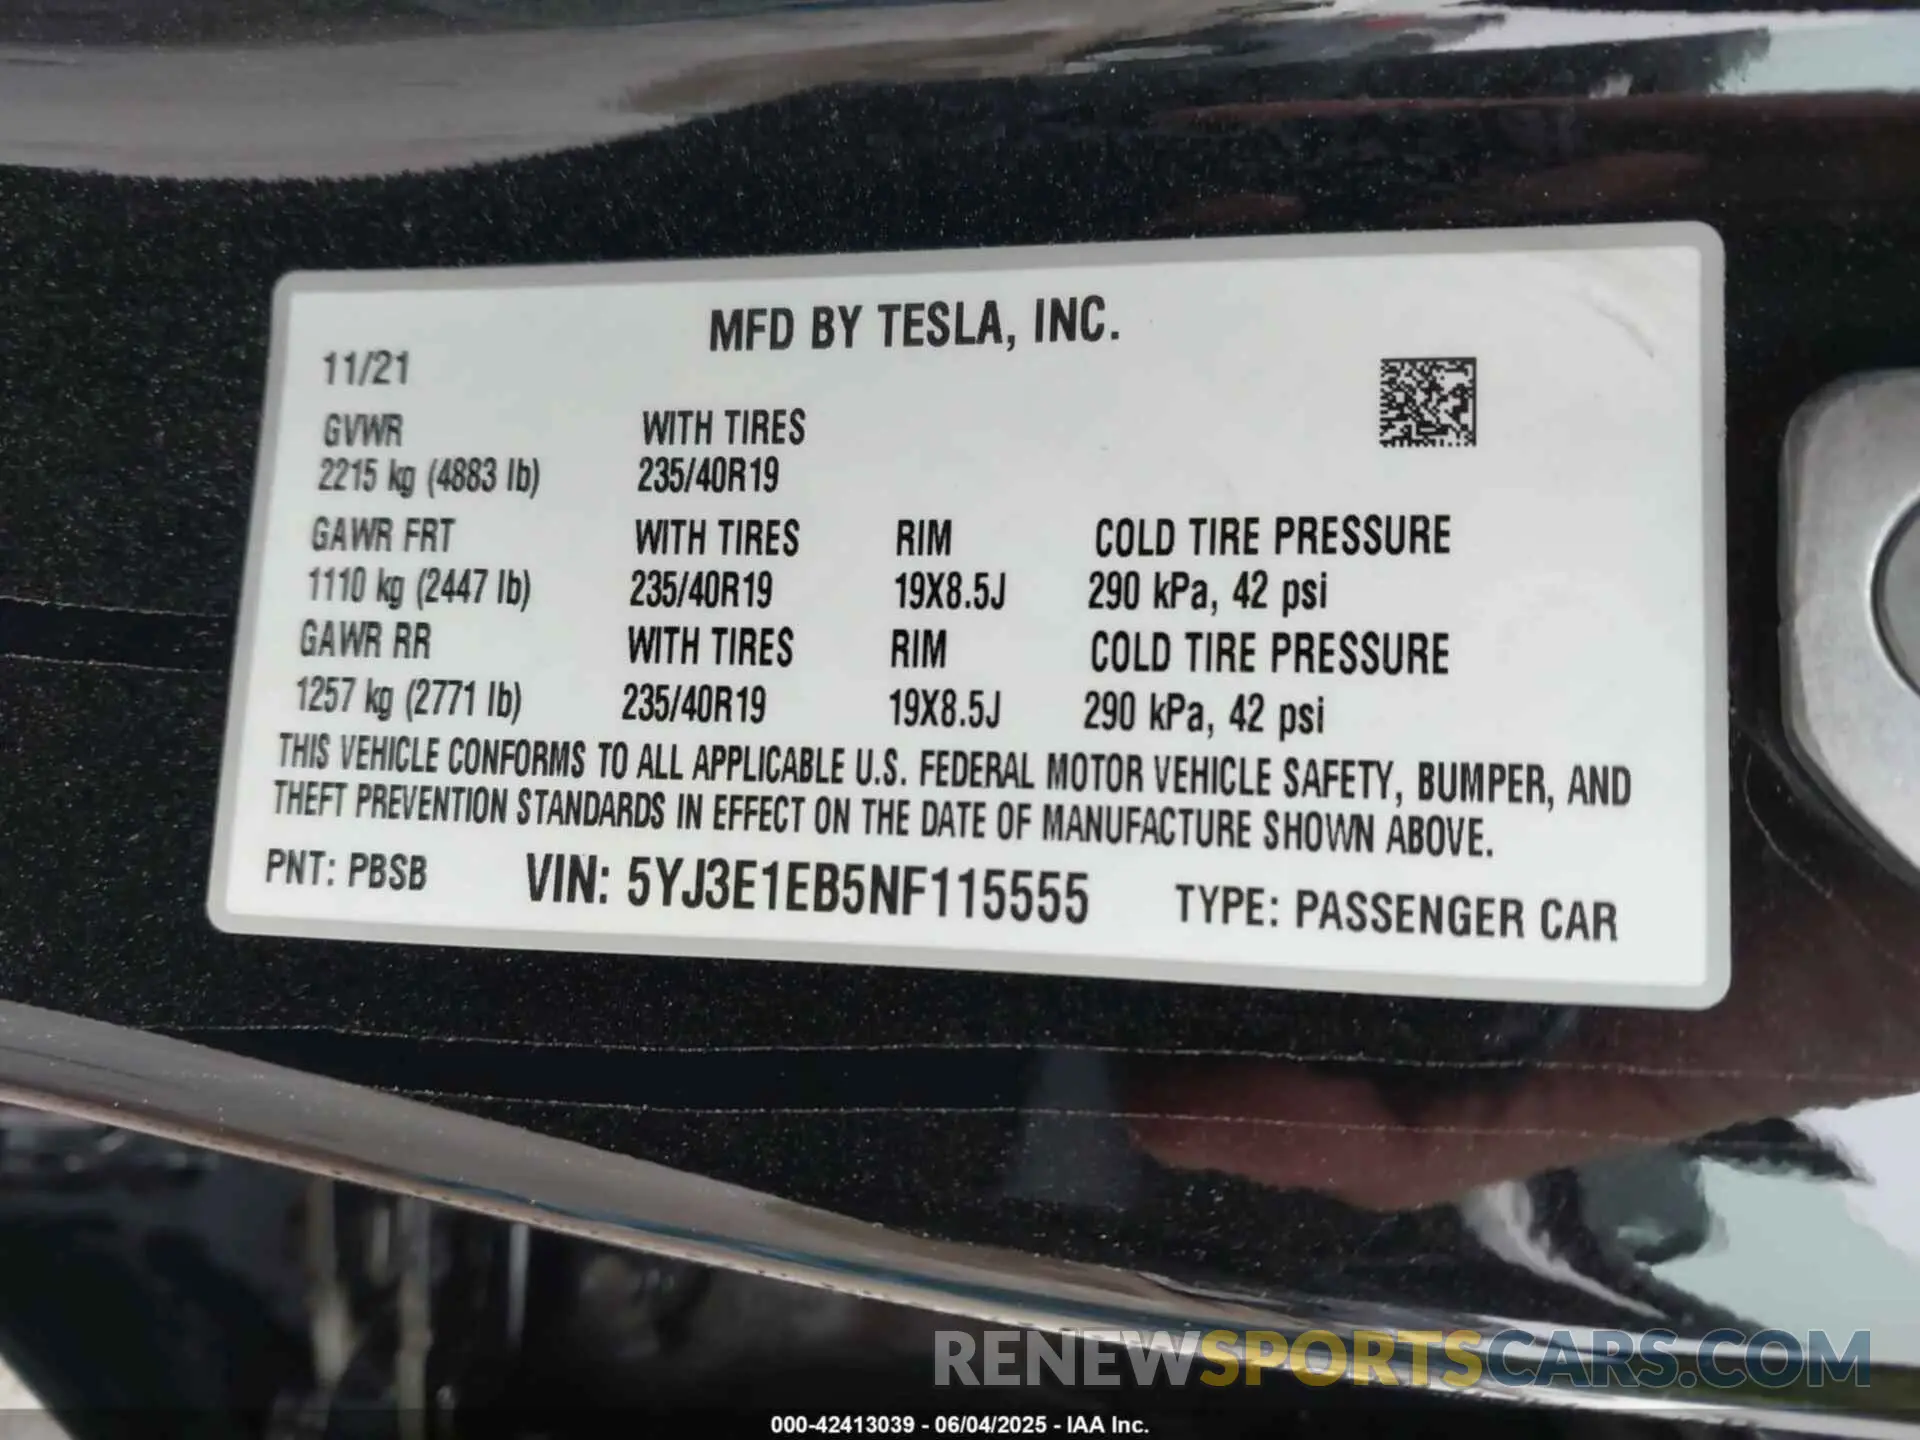 MFD BY TESLA, INC.
11/21
GVWR WITH TIRES
2215 kg (4883 lb) 235/40R19
GAWR FRT WITH TIRES RIM COLD TIRE PRESSURE
1110 kg (2447 lb) 235/40R19 19X8.5J 290 kPa, 42 psi
GAWR RR WITH TIRES RIM COLD TIRE PRESSURE
1257 kg (2771 lb) 235/40R19 19X8.5J 290 kPa, 42 psi
THIS VEHICLE CONFORMS TO ALL APPLICABLE U.S. FEDERAL MOTOR VEHICLE SAFETY, BUMPER, AND
THEFT PREVENTION STANDARDS IN EFFECT ON THE DATE OF MANUFACTURE SHOWN ABOVE.
PNT: PBSB VIN: 5YJ3E1EB5NF115555 TYPE: PASSENGER CAR
RENEWSPORTSCARS.COM
000-42413039 - 06/04/2025 - IAA Inc.